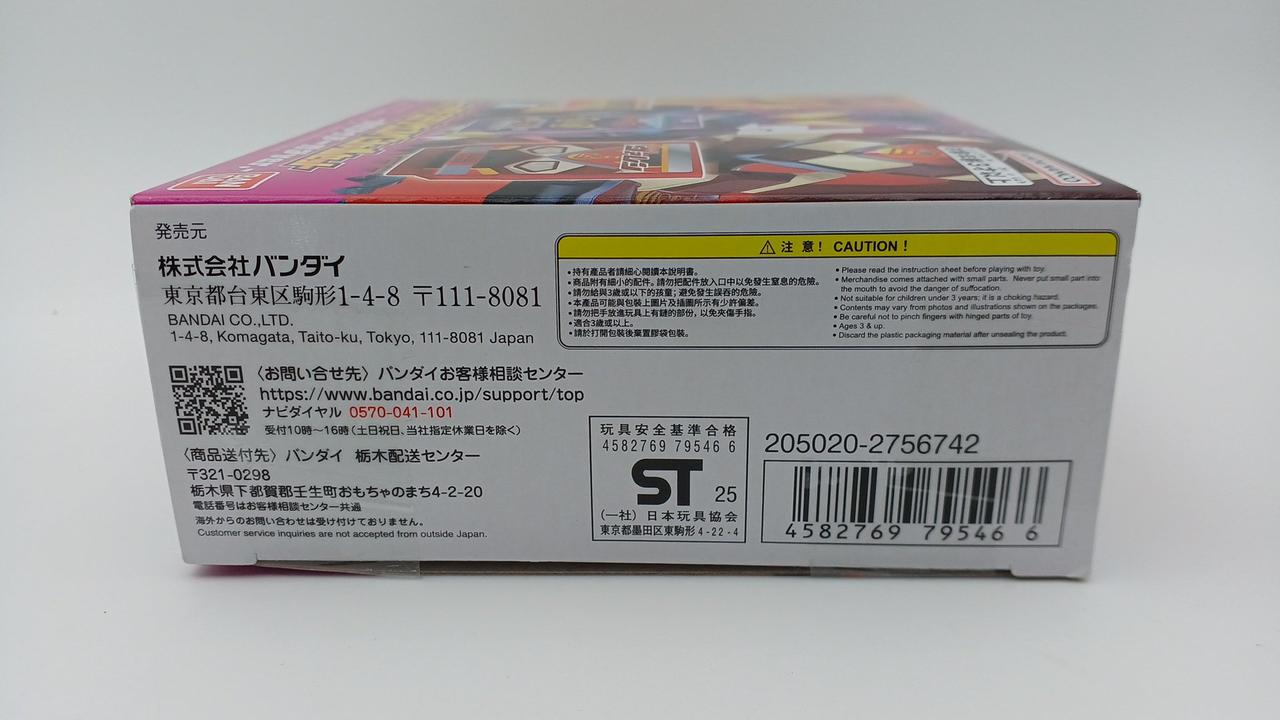 発売元
株式会社バンダイ
東京都台東区駒形1-4-8 〒111-8081
BANDAI CO.,LTD.
1-4-8, Komagata, Taito-ku, Tokyo, 111-8081 Japan
〈お問い合せ先〉バンダイお客様相談センター
https://www.bandai.co.jp/support/top
ナビダイヤル 0570-041-101
受付10時～16時(土日祝日、当社指定休業日を除く)
〈商品送付先〉バンダイ 栃木配送センター
〒321-0298
栃木県下都賀郡壬生町おもちゃのまち4-2-20
電話番号はお客様相談センター共通
海外からのお問い合わせは受け付けておりません。
Customer service inquiries are not accepted from outside Japan.
⚠ 注 意! CAUTION!
•持有產品者請細心閱讀本說明書。
•商品附有細小的配件。請勿把配件放入口中以免發生窒息的危險。
•請勿給與3歲或以下的孩童;避免發生誤吞的危險。
•本產品可能與包裝上圖片及插圖所示有少許偏差。
•請勿把手放進玩具上有鏈的部份,以免夾傷手指。
•適合3歲或以上。
•請於打開包裝後棄置膠袋包裝。
•Please read the instruction sheet before playing with toy.
•Merchandise comes attached with small parts. Never put small part into
the mouth to avoid the danger of suffocation.
•Not suitable for children under 3 years; it is a choking hazard.
•Contents may vary from photos and illustrations shown on the packages.
•Be careful not to pinch fingers with hinged parts of toy.
•Ages 3 & up.
•Discard the plastic packaging material after unsealing the product.
玩具安全基準合格
4582769 79546 6
ST 25
(一社) 日本玩具協会
東京都墨田区東駒形4-22-4
205020-2756742
4582769 79546 6